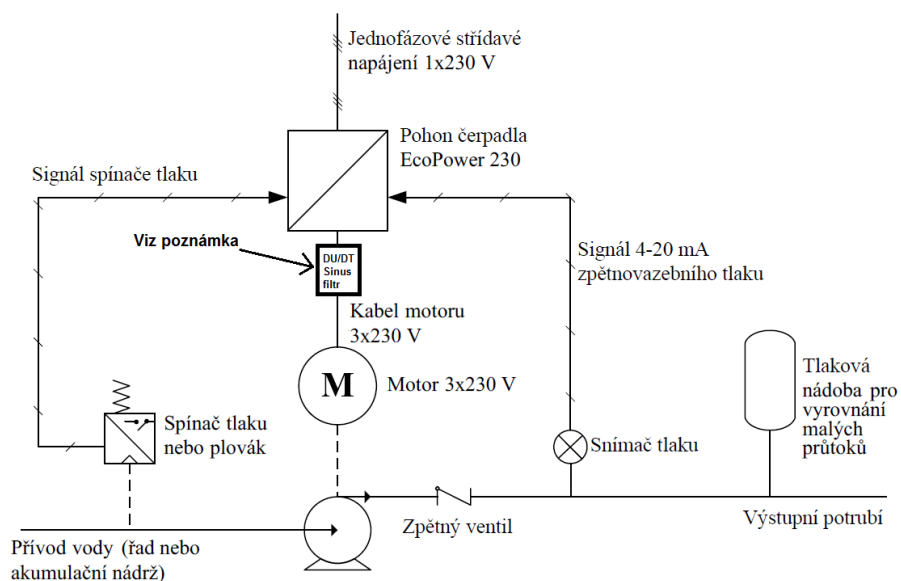 Jednofázové střídavé
napájení 1x230 V
Pohon čerpadla
EcoPower 230
Signál spínače tlaku
Viz poznámka
DU/DT
Sinus
filtr
Signál 4-20 mA
zpětnovazebního tlaku
Kabel motoru
3x230 V
M
Motor 3x230 V
Tlaková
nádoba pro
vyrovnání
malých
průtoků
Spínač tlaku
nebo plovák
Snímač tlaku
Zpětný ventil
Výstupní potrubí
Přívod vody (řad nebo
akumulační nádrž)